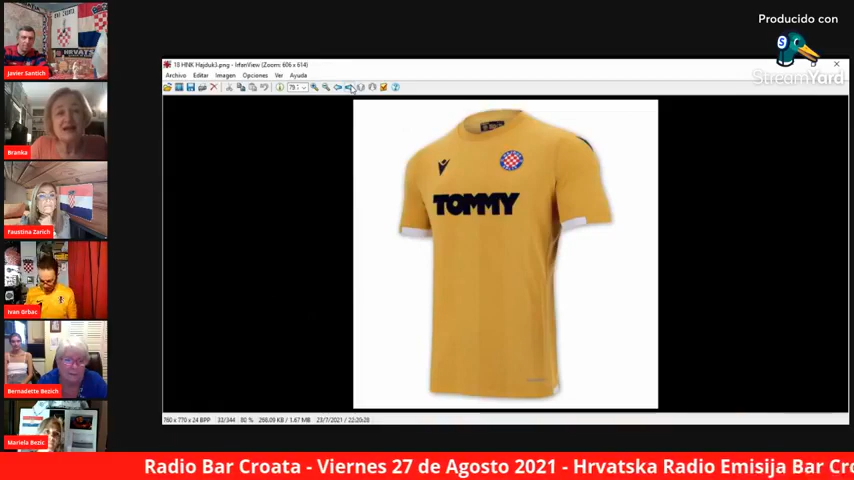 Producido con
S
StreamYard
18 HNK Hajduk3.png - IrfanView (Zoom: 606 x 614)
Archivo Editar Imagen Opciones Ver Ayuda
TOMMY
760 x 770 x 24 BPP 33/344 80 % 268.09 KB / 1.67 MB 23/7/2021 / 22:20:28
Javier Santich
Branka
Faustina Zarich
Ivan Grbac
Bernadette Bezich
Mariela Bezic
Radio Bar Croata - Viernes 27 de Agosto 2021 - Hrvatska Radio Emisija Bar Cro